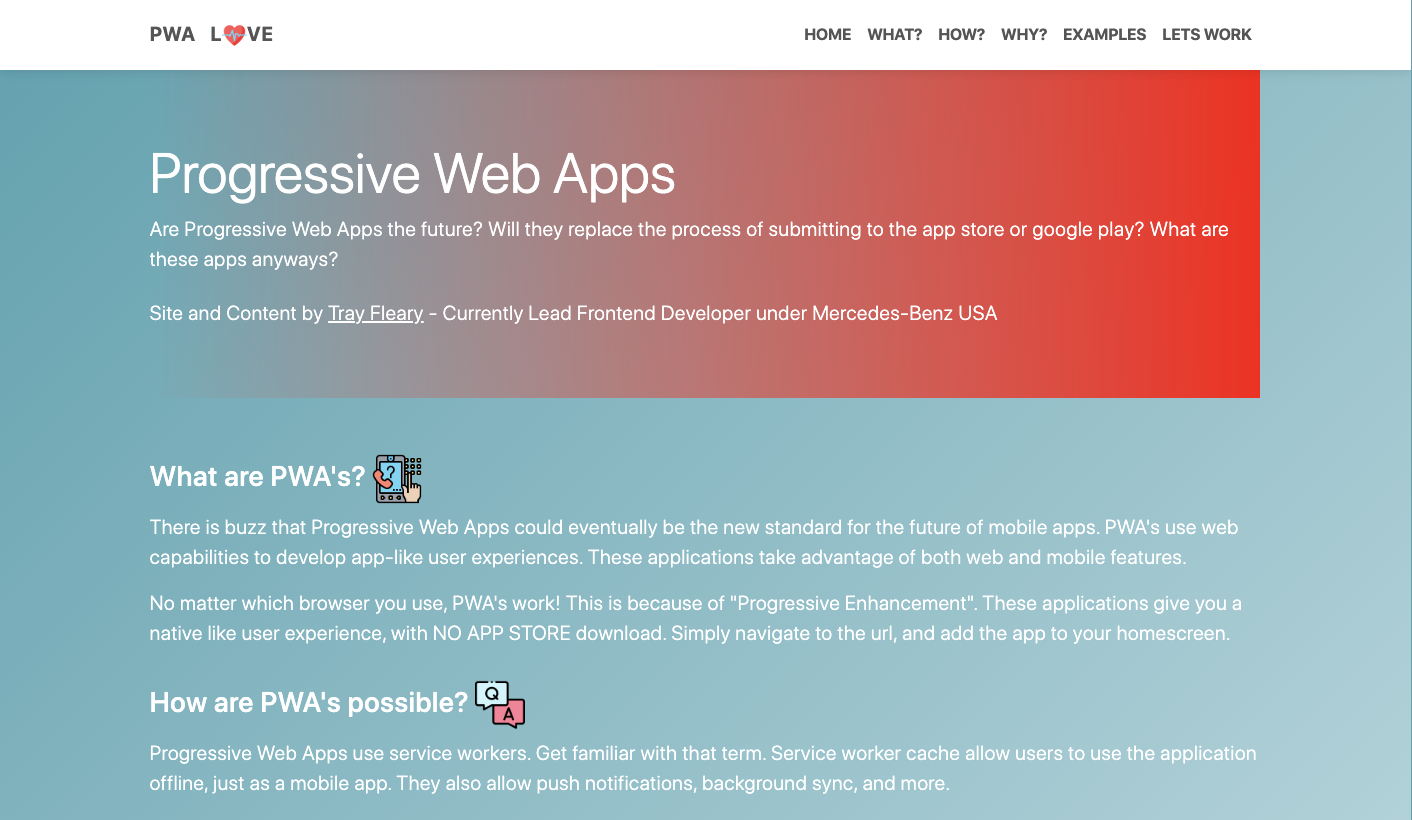 PWA L VE
HOME WHAT? HOW? WHY? EXAMPLES LETS WORK
Progressive Web Apps
Are Progressive Web Apps the future? Will they replace the process of submitting to the app store or google play? What are
these apps anyways?
Site and Content by Tray Fleary - Currently Lead Frontend Developer under Mercedes-Benz USA
What are PWA's?
?
There is buzz that Progressive Web Apps could eventually be the new standard for the future of mobile apps. PWA's use web
capabilities to develop app-like user experiences. These applications take advantage of both web and mobile features.
No matter which browser you use, PWA's work! This is because of "Progressive Enhancement". These applications give you a
native like user experience, with NO APP STORE download. Simply navigate to the url, and add the app to your homescreen.
How are PWA's possible?
Q
A
Progressive Web Apps use service workers. Get familiar with that term. Service worker cache allow users to use the application
offline, just as a mobile app. They also allow push notifications, background sync, and more.